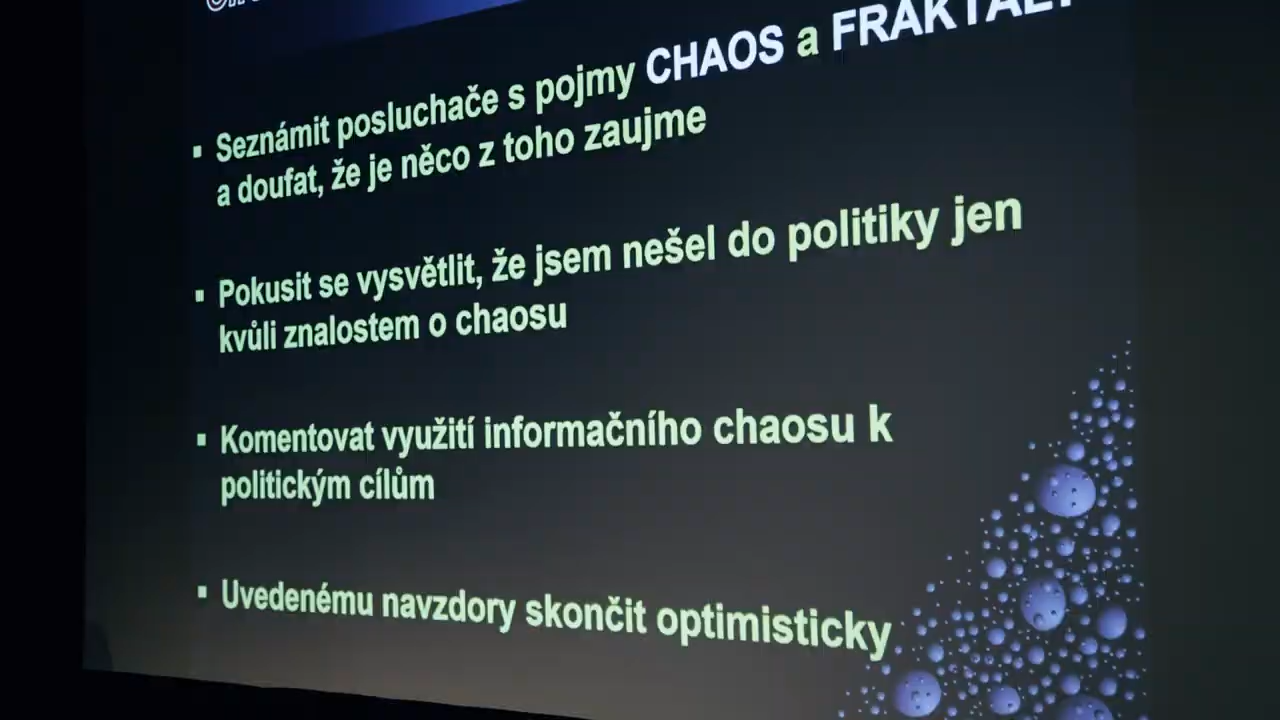 Seznámit posluchače s pojmy CHAOS a FRAKTÁLY
a doufat, že je něco z toho zaujme
Pokusit se vysvětlit, že jsem nešel do politiky jen
kvůli znalostem o chaosu
Komentovat využití informačního chaosu k
politickým cílům
Uvedenému navzdory skončit optimisticky